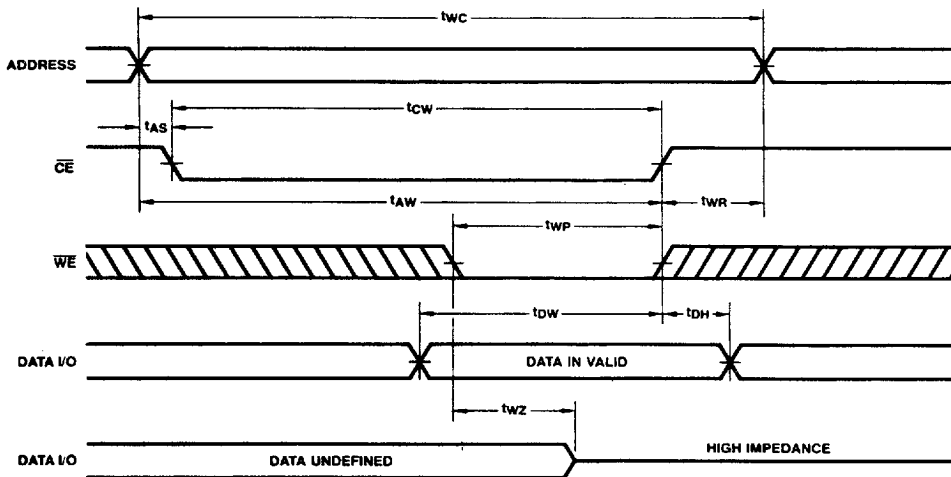 tWC
ADDRESS
tCW
tAS
CE
tAW
tWR
tWP
WE
tDW
tDH
DATA I/O
DATA IN VALID
tWZ
DATA I/O
DATA UNDEFINED
HIGH IMPEDANCE